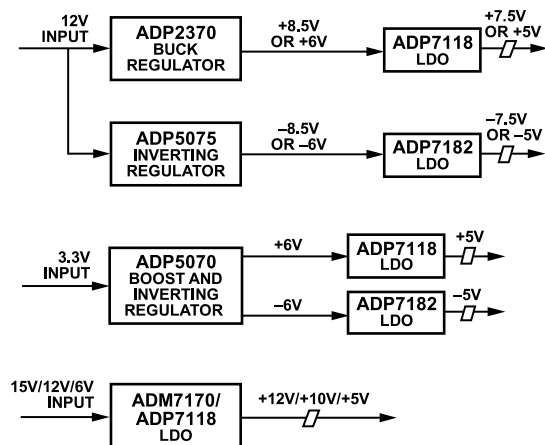 12V
INPUT
ADP2370
BUCK
REGULATOR
+8.5V
OR +6V
ADP7118
LDO
+7.5V
OR +5V
ADP5075
INVERTING
REGULATOR
–8.5V
OR –6V
ADP7182
LDO
–7.5V
OR –5V
3.3V
INPUT
ADP5070
BOOST AND
INVERTING
REGULATOR
+6V
ADP7118
LDO
+5V
–6V
ADP7182
LDO
–5V
15V/12V/6V
INPUT
ADM7170/
ADP7118
LDO
+12V/+10V/+5V